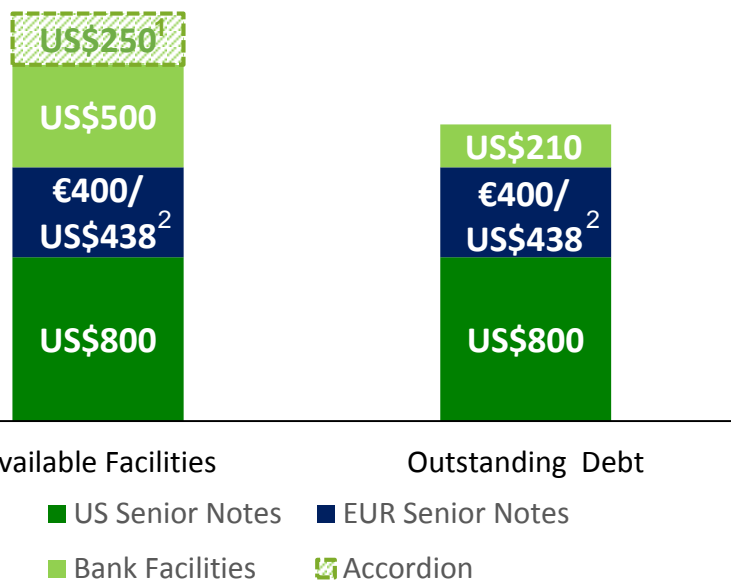 US$2501
US$500
€400/
US$4382
US$800
US$210
€400/
US$4382
US$800
vailable Facilities
Outstanding Debt
US Senior Notes
EUR Senior Notes
Bank Facilities
Accordion